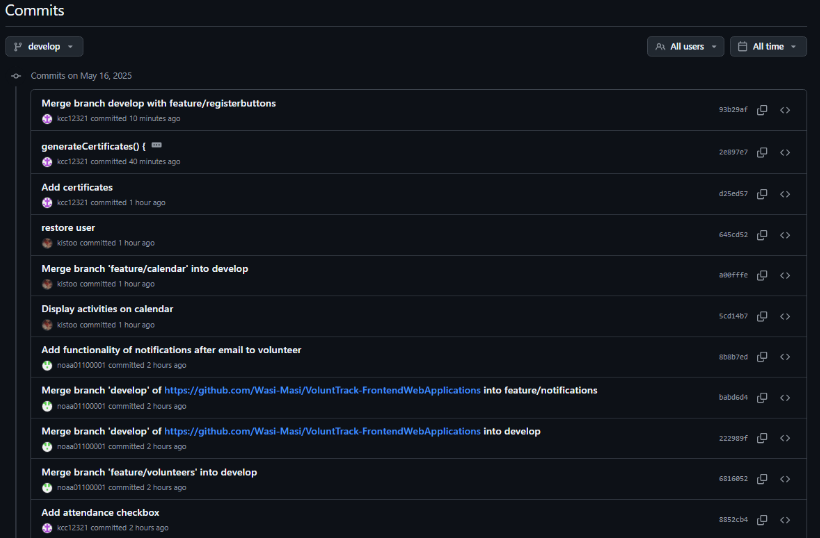 Commits
develop
All users
All time
Commits on May 16, 2025
Merge branch develop with feature/registerbuttons
kcc12321 committed 10 minutes ago
93b29af
generateCertificates() {
kcc12321 committed 40 minutes ago
20897e7
Add certificates
kcc12321 committed 1 hour ago
d25ed57
restore user
kistoo committed 1 hour ago
645cd52
Merge branch 'feature/calendar' into develop
kistoo committed 1 hour ago
a00fffe
Display activities on calendar
kistoo committed 1 hour ago
5cd14b7
Add functionality of notifications after email to volunteer
noaa01100001 committed 2 hours ago
8b8b7ed
Merge branch 'develop' of https://github.com/Wasi-Masi/VoluntTrack-FrontendWebApplications into feature/notifications
noaa01100001 committed 2 hours ago
babd6d4
Merge branch 'develop' of https://github.com/Wasi-Masi/VoluntTrack-FrontendWebApplications into develop
noaa01100001 committed 2 hours ago
222989f
Merge branch 'feature/volunteers' into develop
noaa01100001 committed 2 hours ago
6816052
Add attendance checkbox
kcc12321 committed 2 hours ago
8852cb4